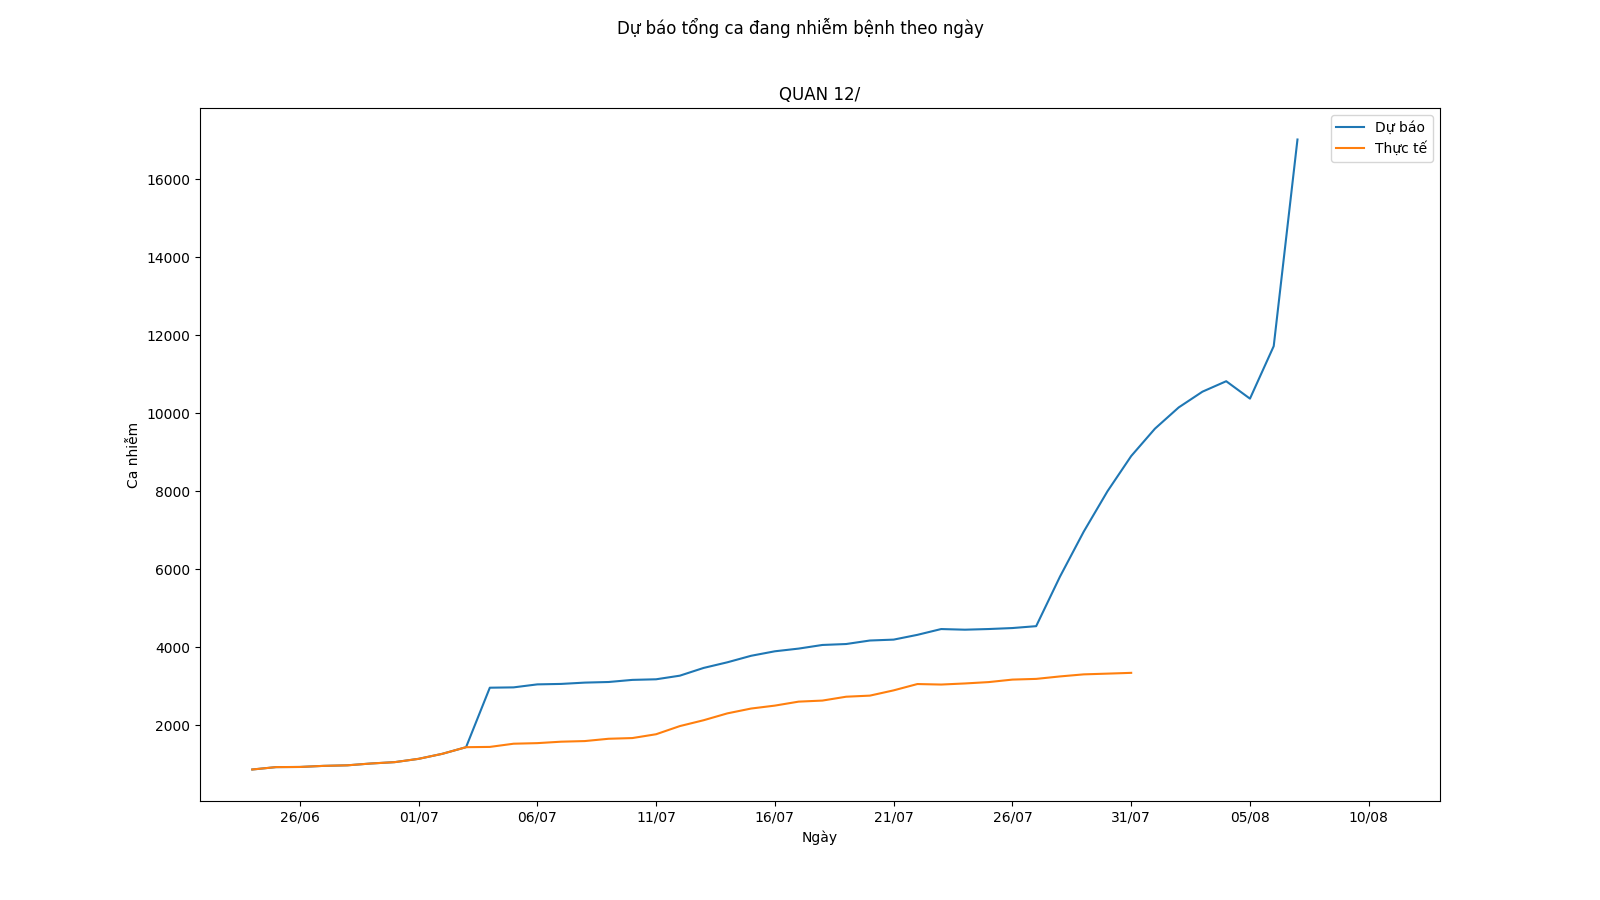 Dự báo tổng ca đang nhiễm bệnh theo ngày
QUAN 12/
Dự báo
Thực tế
16000
14000
12000
10000
8000
6000
4000
2000
Ca nhiễm
26/06 01/07 06/07 11/07 16/07 21/07 26/07 31/07 05/08 10/08
Ngày